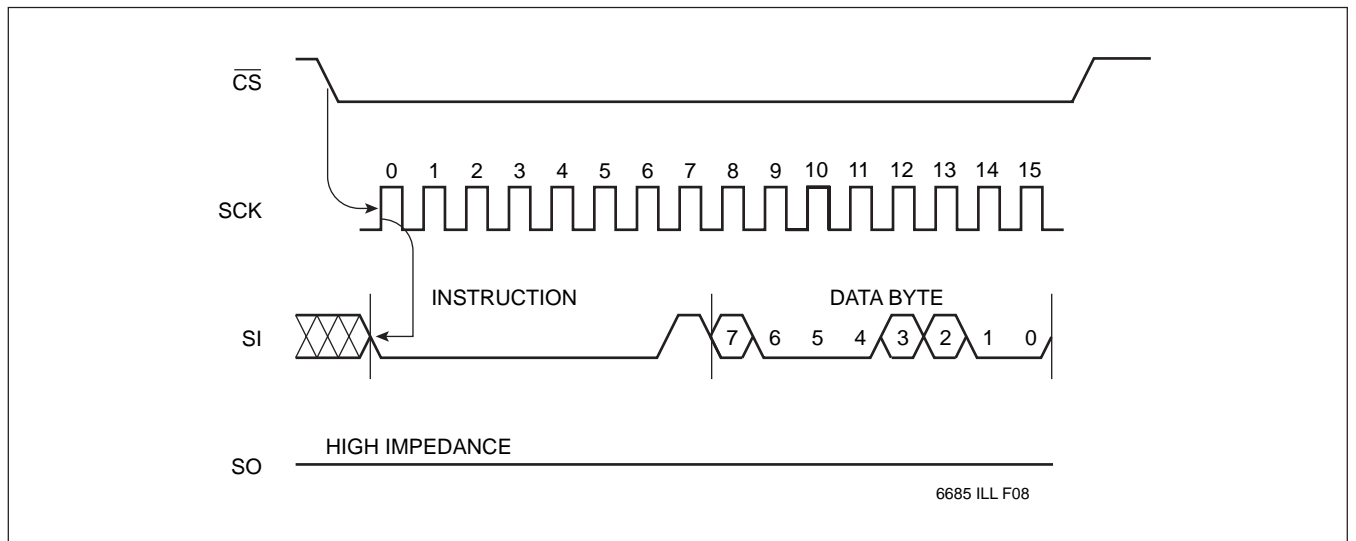 CS
0 1 2 3 4 5 6 7 8 9 10 11 12 13 14 15
SCK
INSTRUCTION DATA BYTE
SI 7 6 5 4 3 2 1 0
HIGH IMPEDANCE
SO
6685 ILL F08